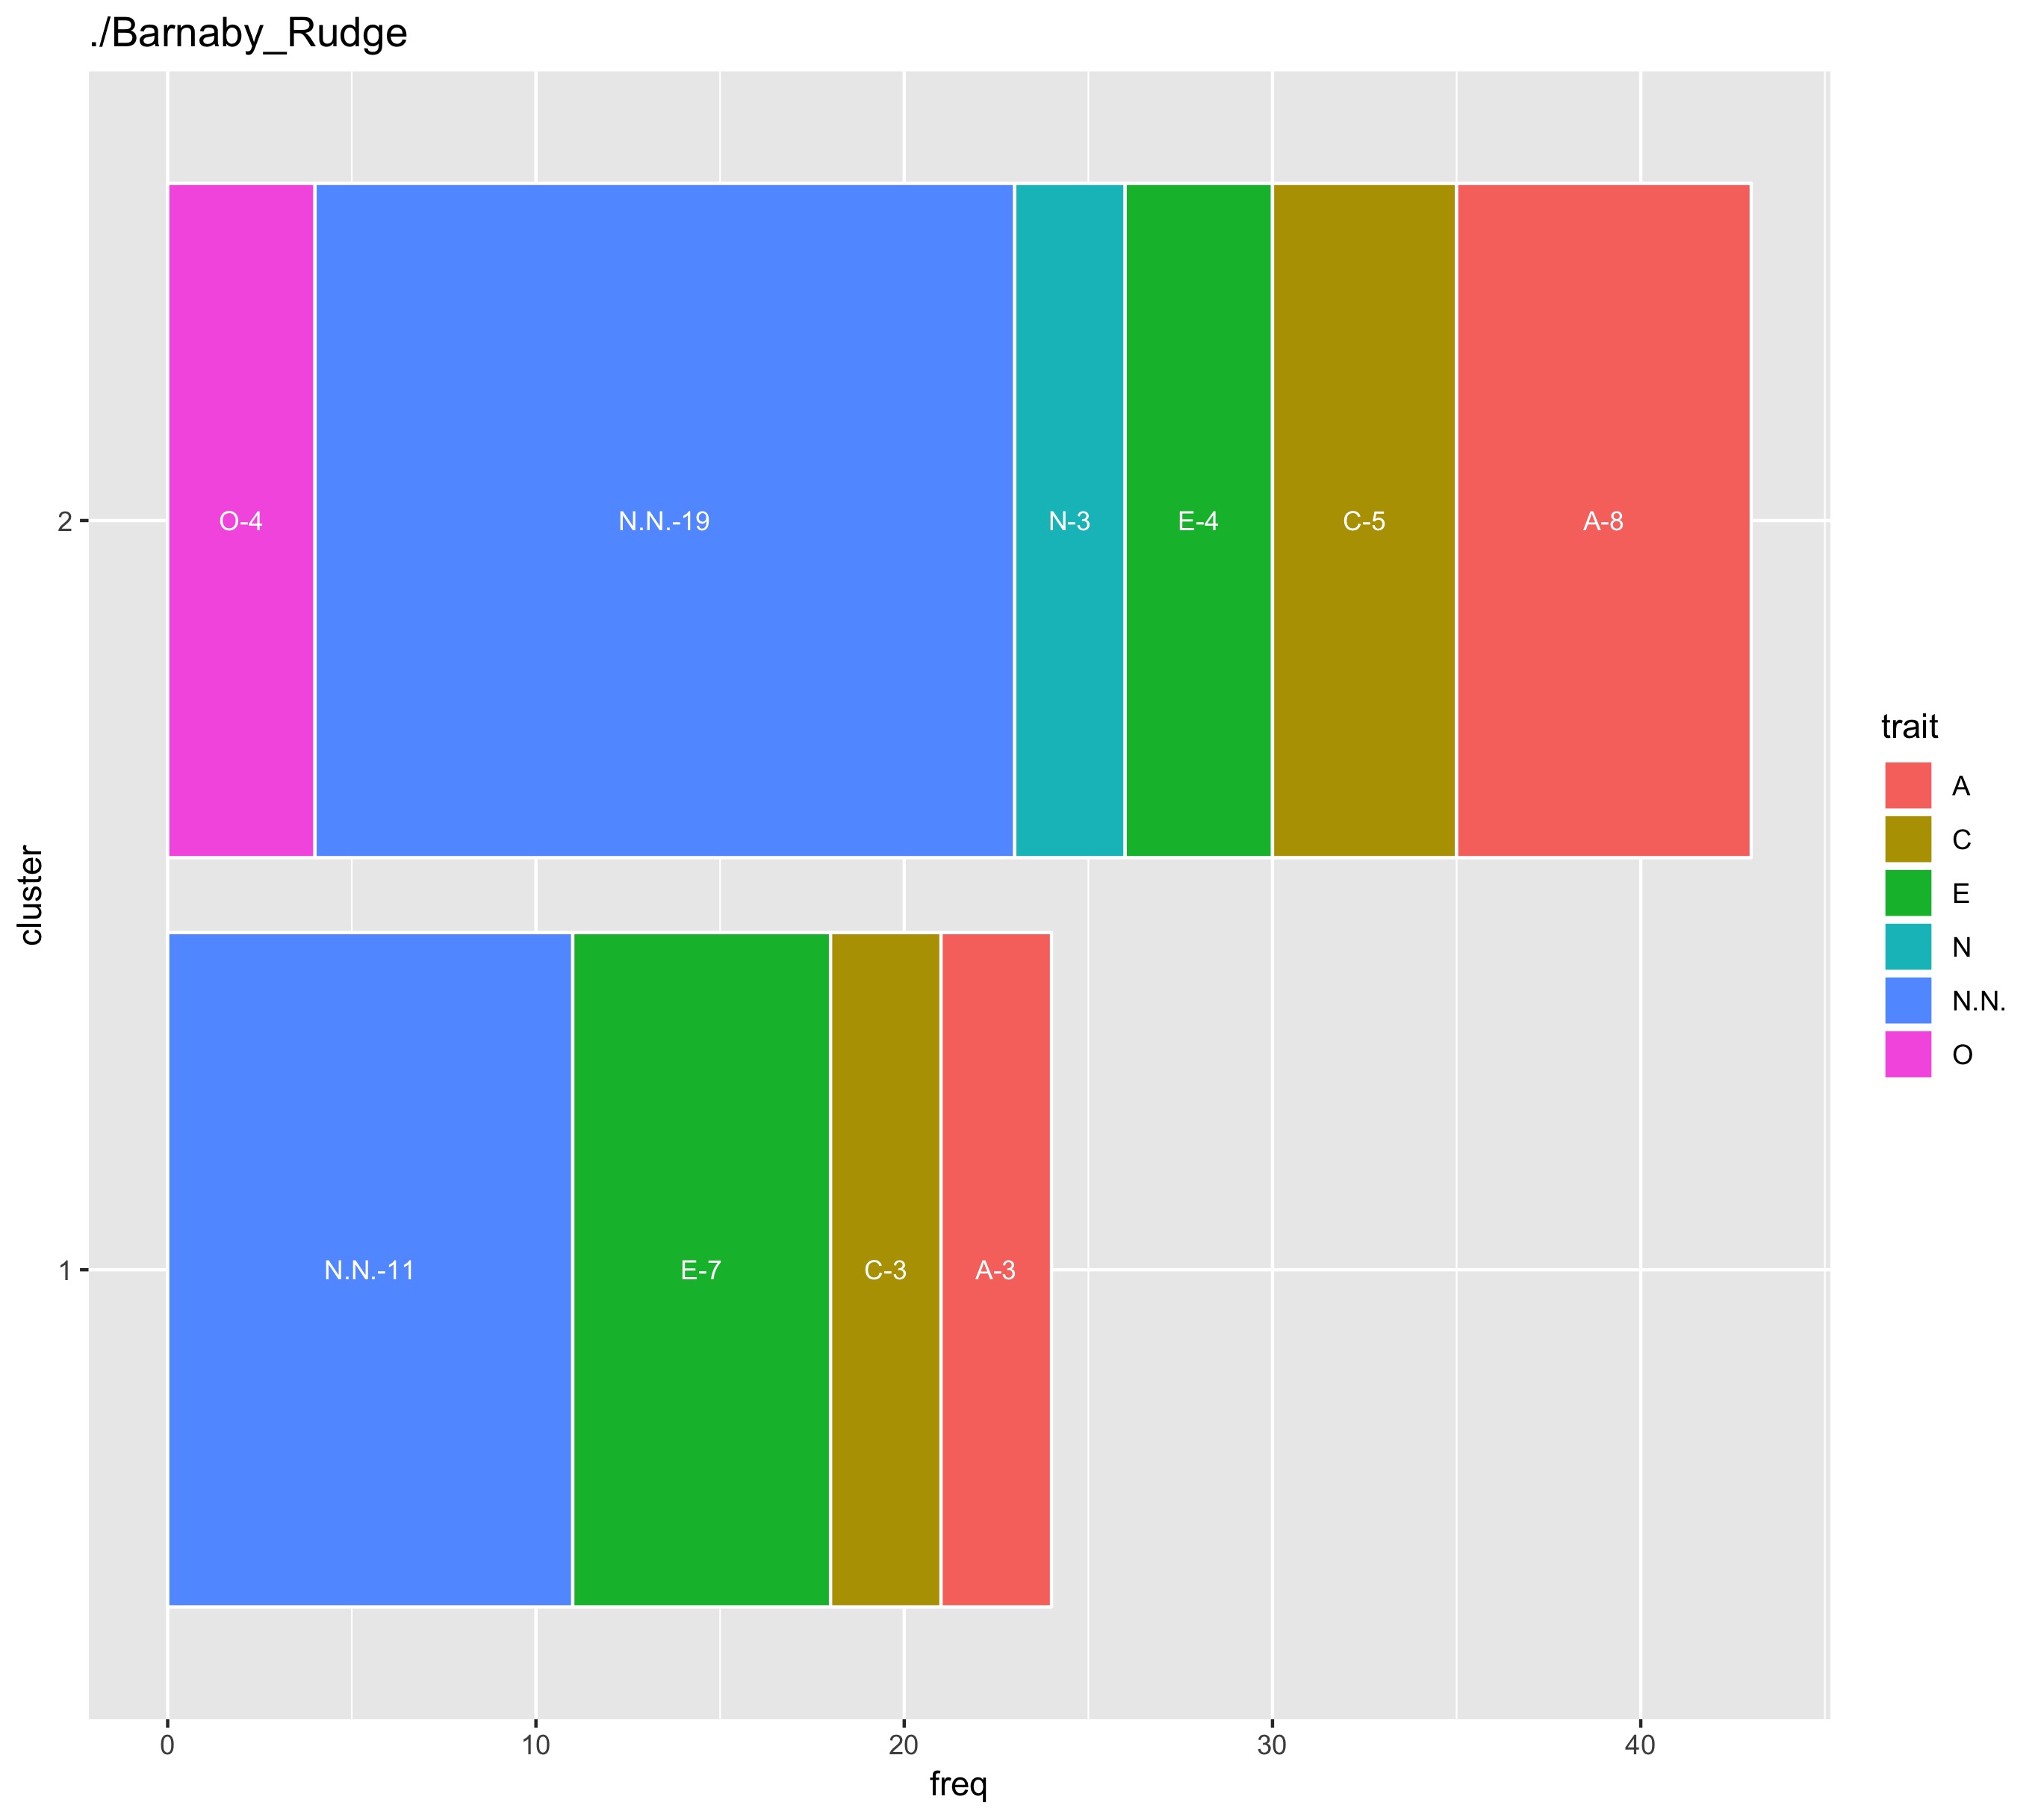 ./Barnaby_Rudge
cluster
2
O-4
N.N.-19
N-3
E-4
C-5
A-8
1
N.N.-11
E-7
C-3
A-3
0
10
20
30
40
freq
trait
A
C
E
N
N.N.
O